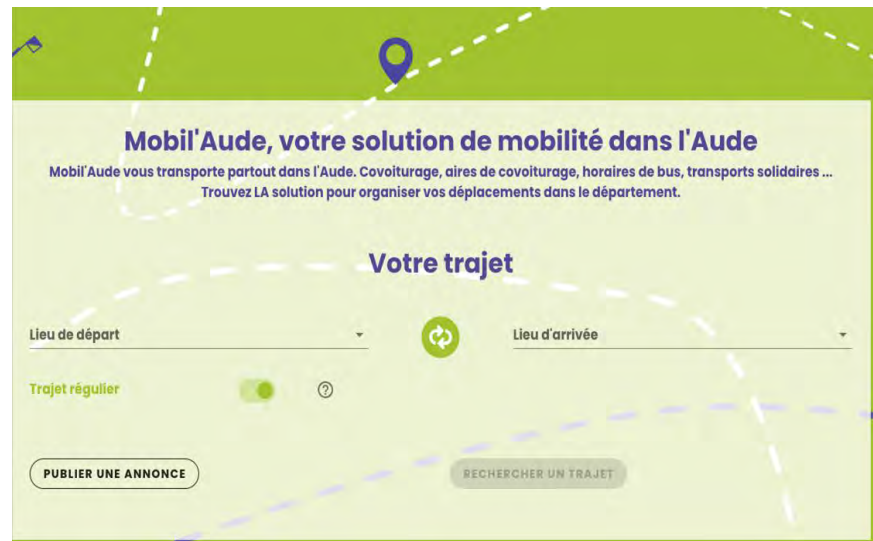 Mobil'Aude, votre solution de mobilité dans l'Aude
Mobil'Aude vous transporte partout dans l'Aude. Covoiturage, aires de covoiturage, horaires de bus, transports solidaires ...
Trouvez LA solution pour organiser vos déplacements dans le département.
Votre trajet
Lieu de départ
Lieu d'arrivée
Trajet régulier
?
PUBLIER UNE ANNONCE
RECHERCHER UN TRAJET